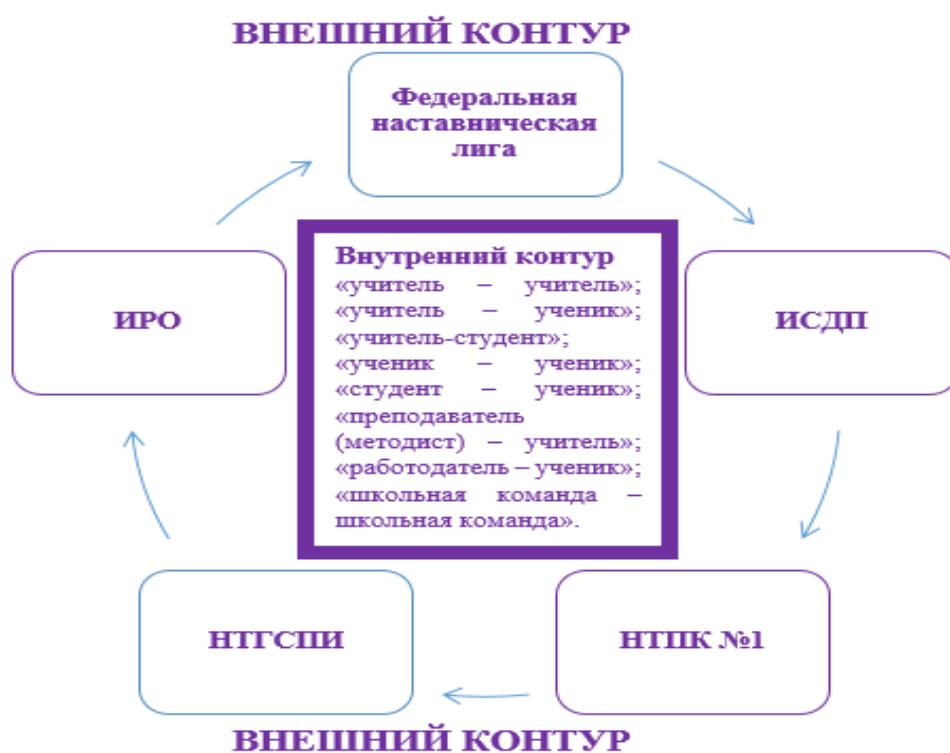 ВНЕШНИЙ КОНТУР
Федеральная
наставническая
лига
ИРО
Внутренний контур
«учитель – учитель»;
«учитель – ученик»;
«учитель-студент»;
«ученик – ученик»;
«студент – ученик»;
«преподаватель
(методист) – учитель»;
«работодатель – ученик»;
«школьная команда –
школьная команда».
ИСДП
НТГСПИ
НТПК №1
ВНЕШНИЙ КОНТУР